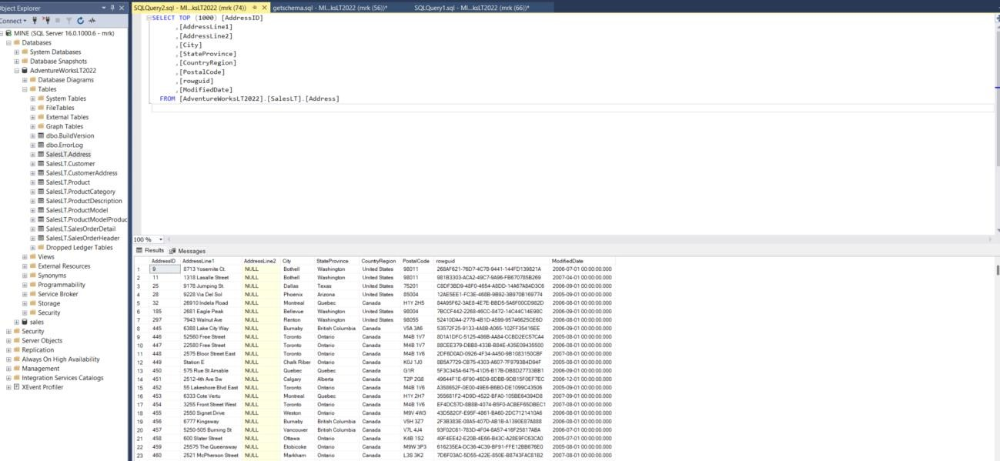 Object Explorer
Connect
MINE (SQL Server 16.0.1000.6 - mrk)
Databases
System Databases
Database Snapshots
AdventureWorksLT2022
Database Diagrams
Tables
System Tables
FileTables
External Tables
Graph Tables
dbo.BuildVersion
dbo.ErrorLog
SalesLT.Address
SalesLT.Customer
SalesLT.CustomerAddress
SalesLT.Product
SalesLT.ProductCategory
SalesLT.ProductDescription
SalesLT.ProductModel
SalesLT.ProductModelProduc
SalesLT.SalesOrderDetail
SalesLT.SalesOrderHeader
Dropped Ledger Tables
Views
External Resources
Synonyms
Programmability
Service Broker
Storage
Security
sales
Security
Server Objects
Replication
Always On High Availability
Management
Integration Services Catalogs
XEvent Profiler
SQLQuery2.sql - MI...ksLT2022 (mrk (74)) getschema.sql - MI...ksLT2022 (mrk (56))* SQLQuery1.sql - MI...ksLT2022 (mrk (66))*
SELECT TOP (1000) [AddressID]
,[AddressLine1]
,[AddressLine2]
,[City]
,[StateProvince]
,[CountryRegion]
,[PostalCode]
,[rowguid]
,[ModifiedDate]
FROM [AdventureWorksLT2022].[SalesLT].[Address]
100 %
Results Messages
AddressID AddressLine1 AddressLine2 City StateProvince CountryRegion PostalCode rowguid ModifiedDate
1 9 8713 Yosemite Ct. NULL Bothell Washington United States 98011 268AF621-76D7-4C78-9441-144FD139821A 2006-07-01 00:00:00.000
2 11 1318 Lasalle Street NULL Bothell Washington United States 98011 981B3303-ACA2-49C7-9A96-FB670785B269 2007-04-01 00:00:00.000
3 25 9178 Jumping St. NULL Dallas Texas United States 75201 C8DF3BD9-48F0-4654-A8DD-14A67A84D3C6 2006-09-01 00:00:00.000
4 28 9228 Via Del Sol NULL Phoenix Arizona United States 85004 12AE5EE1-FC3E-468B-9B92-3B970B169774 2005-09-01 00:00:00.000
5 32 26910 Indela Road NULL Montreal Quebec Canada H1Y 2H5 84A95F62-3AE8-4E7E-BBD5-5A6F00CD982D 2006-08-01 00:00:00.000
6 185 2681 Eagle Peak NULL Bellevue Washington United States 98004 7BCCF442-2268-46CC-8472-14C44C14E98C 2006-09-01 00:00:00.000
7 297 7943 Walnut Ave NULL Renton Washington United States 98055 52410DA4-2778-4B1D-A599-95746625CE6D 2006-08-01 00:00:00.000
8 445 6388 Lake City Way NULL Burnaby British Columbia Canada V5A 3A6 53572F25-9133-4A8B-A065-102FF35416EE 2006-09-01 00:00:00.000
9 446 52560 Free Street NULL Toronto Ontario Canada M4B 1V7 801A1DFC-5125-486B-AA84-CCBD2EC57CA4 2005-08-01 00:00:00.000
10 447 22580 Free Street NULL Toronto Ontario Canada M4B 1V7 88CEE379-DBB8-433B-B84E-A35E09435500 2006-08-01 00:00:00.000
11 448 2575 Bloor Street East NULL Toronto Ontario Canada M4B 1V6 2DF6D0AD-0926-4F34-A450-9B1083150CBF 2007-08-01 00:00:00.000
12 449 Station E NULL Chalk Riber Ontario Canada K0J 1J0 8B5A7729-CB75-4303-A607-7F9793B4D94F 2005-08-01 00:00:00.000
13 450 575 Rue St Amable NULL Quebec Quebec Canada G1R 5F3C345A-6475-41D5-B17B-DB8D27733BB1 2006-09-01 00:00:00.000
14 451 2512-4th Ave Sw NULL Calgary Alberta Canada T2P 2G8 49644F1E-6F90-46D9-8DBB-9DB15F0EF7EC 2006-12-01 00:00:00.000
15 452 55 Lakeshore Blvd East NULL Toronto Ontario Canada M4B 1V6 A358652F-0E00-49E6-B6B0-DE1099C43506 2005-09-01 00:00:00.000
16 453 6333 Cote Vertu NULL Montreal Quebec Canada H1Y 2H7 355681F2-4D9D-4522-BFA0-105BE64394D8 2007-09-01 00:00:00.000
17 454 3255 Front Street West NULL Toronto Ontario Canada M4B 1V6 EF4DC57D-8B8B-4074-B5F0-ACBEF65DBEC1 2007-08-01 00:00:00.000
18 455 2550 Signet Drive NULL Weston Ontario Canada M9V 4W3 43D582CF-E95F-4861-BA60-2DC7121410A6 2006-08-01 00:00:00.000
19 456 6777 Kingsway NULL Burnaby British Columbia Canada V5H 3Z7 2F3B383E-08A5-407D-AB1B-A1390E87A888 2006-08-01 00:00:00.000
20 457 5250-505 Burning St NULL Vancouver British Columbia Canada V7L 4J4 93F02C61-783D-4F04-8A57-416F25817ABA 2006-07-01 00:00:00.000
21 458 600 Slater Street NULL Ottawa Ontario Canada K4B 1S2 49F4EE42-E20B-4E66-B43C-A28E9FC63CA0 2005-07-01 00:00:00.000
22 459 25575 The Queensway NULL Etobicoke Ontario Canada M9W 3P3 616235EA-DC36-4C39-BF91-FFE12BB676E0 2005-08-01 00:00:00.000
23 460 2521 McPherson Street NULL Markham Ontario Canada L3S 3K2 7D6F03AC-5D55-422E-850E-B8743FAC81B2 2007-08-01 00:00:00.000